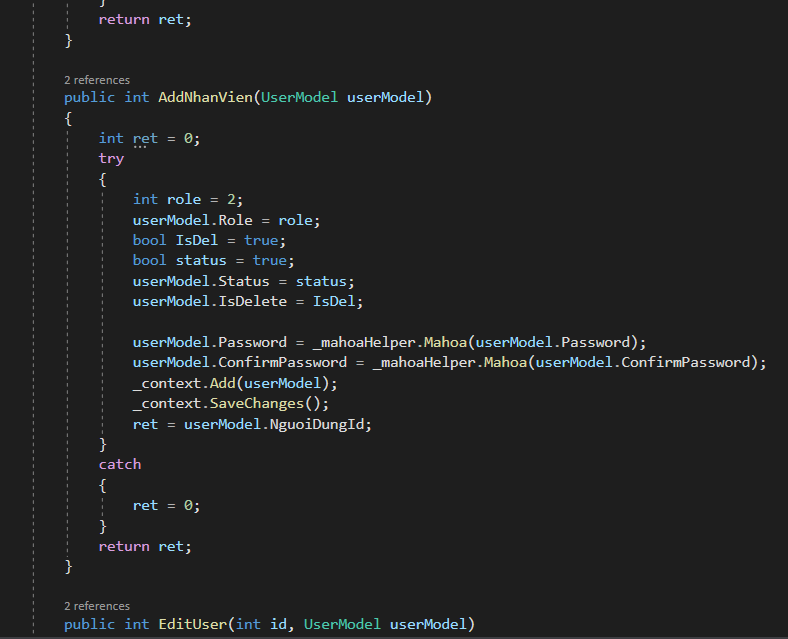 }
return ret;
}
2 references
public int AddNhanVien(UserModel userModel)
{
int ret = 0;
try
{
int role = 2;
userModel.Role = role;
bool IsDel = true;
bool status = true;
userModel.Status = status;
userModel.IsDelete = IsDel;
userModel.Password = _mahoaHelper.Mahoa(userModel.Password);
userModel.ConfirmPassword = _mahoaHelper.Mahoa(userModel.ConfirmPassword);
_context.Add(userModel);
_context.SaveChanges();
ret = userModel.NguoiDungId;
}
catch
{
ret = 0;
}
return ret;
}
2 references
public int EditUser(int id, UserModel userModel)